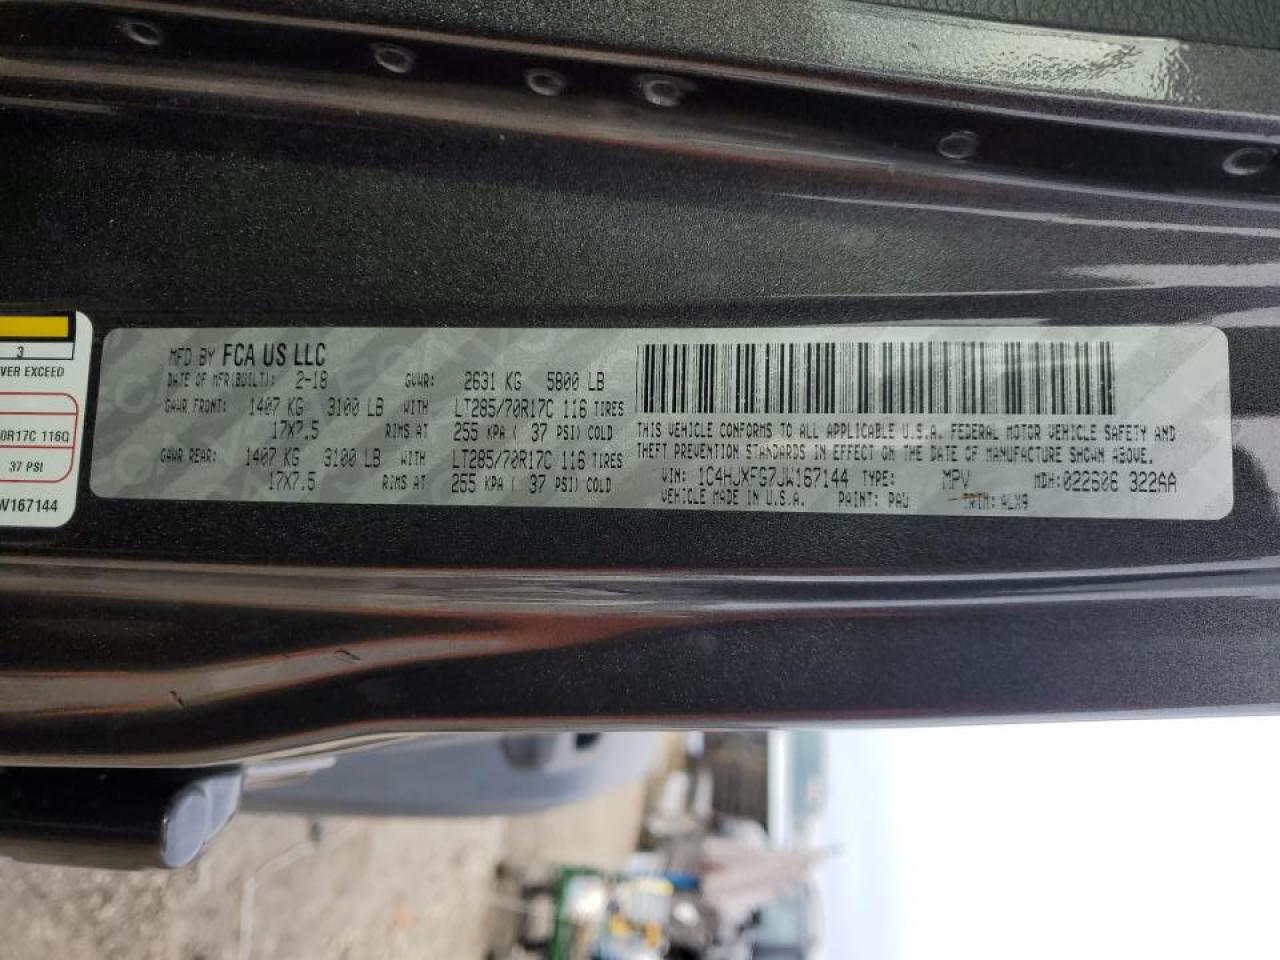 3
VER EXCEED
0R17C 116Q
37 PSI
W167144
MFD BY FCA US LLC
DATE OF MFR(BUILT): 2-18 GVWR: 2631 KG 5800 LB
GAWR FRONT: 1407 KG 3100 LB WITH LT285/70R17C 116 TIRES
17X7.5 RIMS AT 255 KPA ( 37 PSI) COLD
GAWR REAR: 1407 KG 3100 LB WITH LT285/70R17C 116 TIRES
17X7.5 RIMS AT 255 KPA ( 37 PSI) COLD
THIS VEHICLE CONFORMS TO ALL APPLICABLE U.S.A. FEDERAL MOTOR VEHICLE SAFETY AND
THEFT PREVENTION STANDARDS IN EFFECT ON THE DATE OF MANUFACTURE SHOWN ABOVE.
VIN: 1C4HJXFG7JW167144 TYPE: MPV MDH:022606 322AA
VEHICLE MADE IN U.S.A. PAINT: PAU TRIM: ALX9